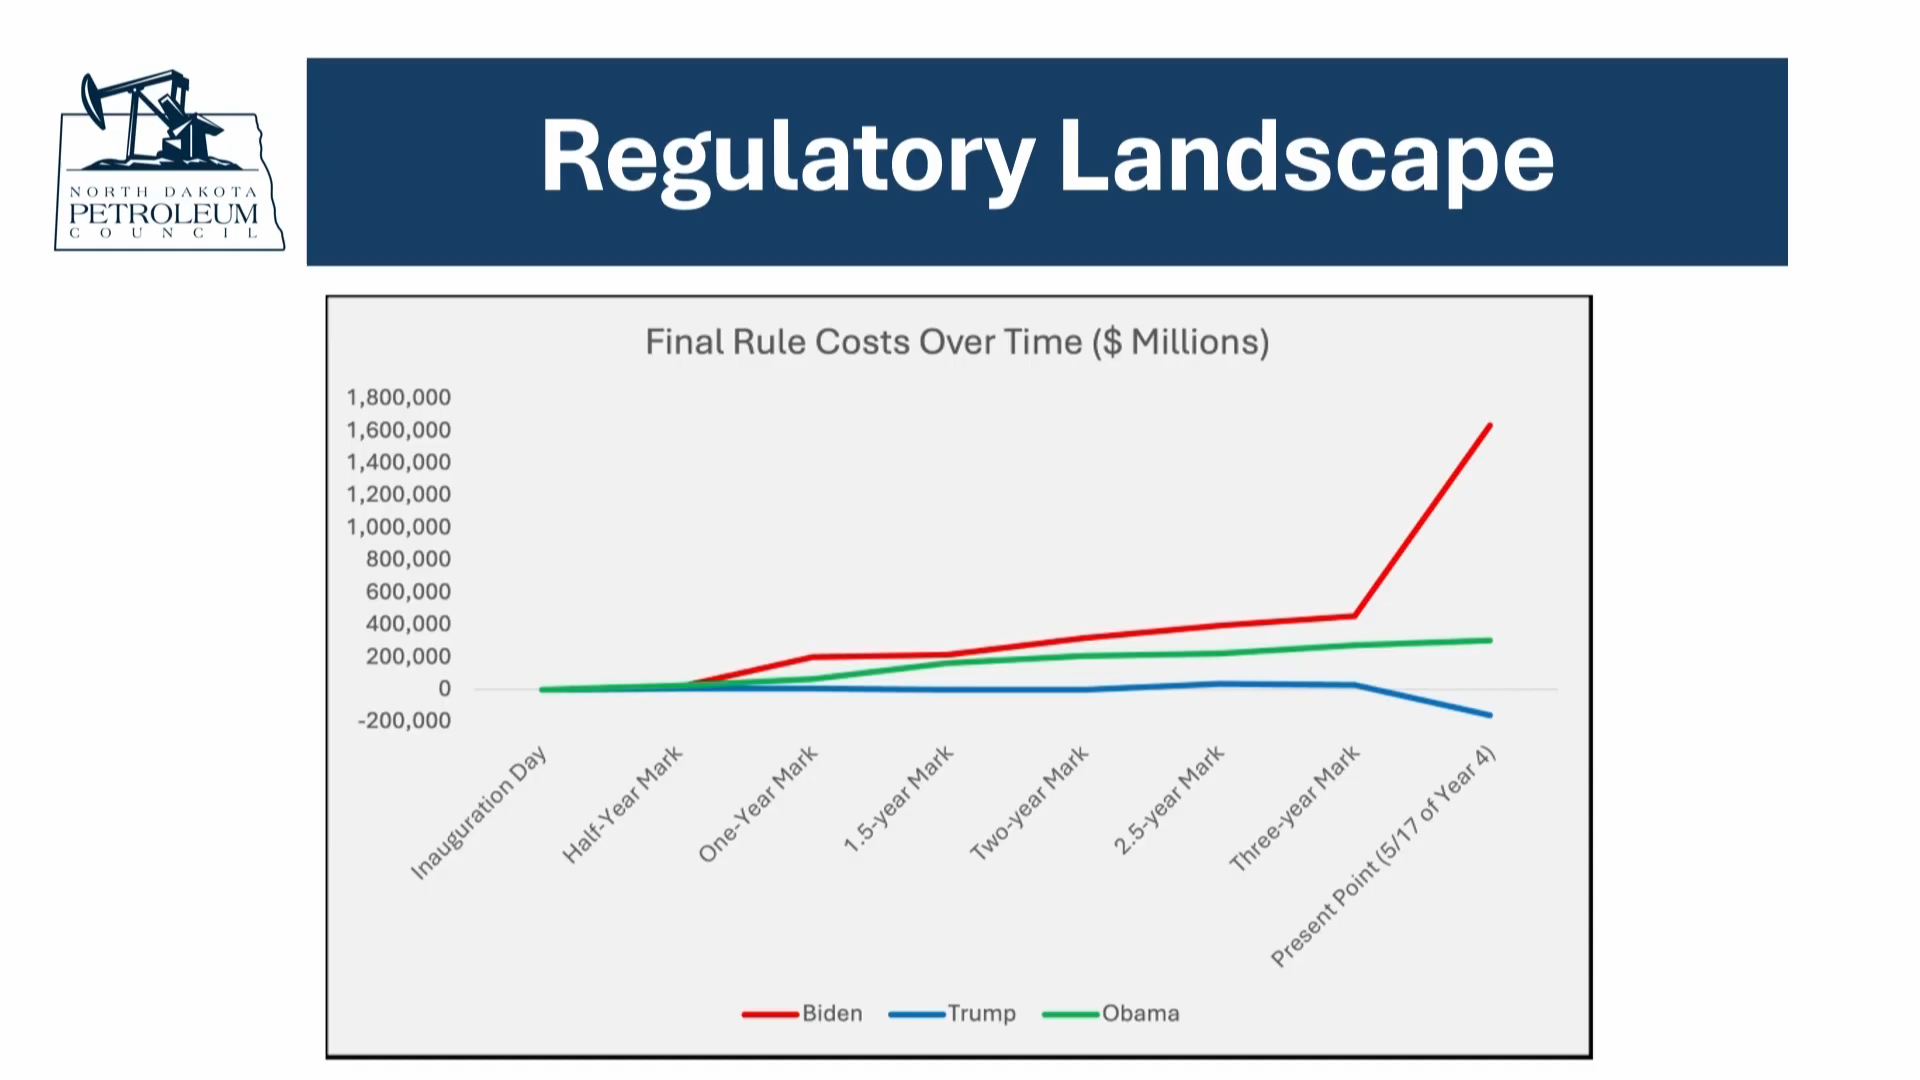 NORTH DAKOTA
PETROLEUM
COUNCIL
Regulatory Landscape
Final Rule Costs Over Time ($ Millions)
1,800,000
1,600,000
1,400,000
1,200,000
1,000,000
800,000
600,000
400,000
200,000
0
-200,000
Inauguration Day
Half-Year Mark
One-Year Mark
1.5-year Mark
Two-year Mark
2.5-year Mark
Three-year Mark
Present Point (5/17 of Year 4)
Biden Trump Obama